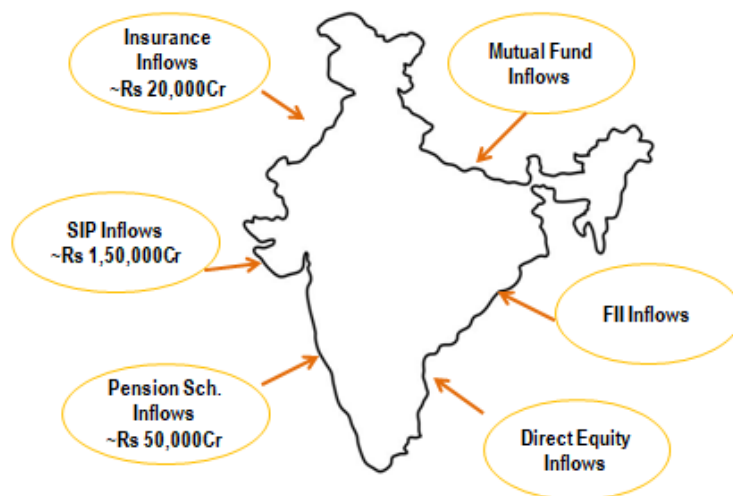 Insurance
Inflows
~Rs 20,000Cr
Mutual Fund
Inflows
SIP Inflows
~Rs 1,50,000Cr
FII Inflows
Pension Sch.
Inflows
~Rs 50,000Cr
Direct Equity
Inflows